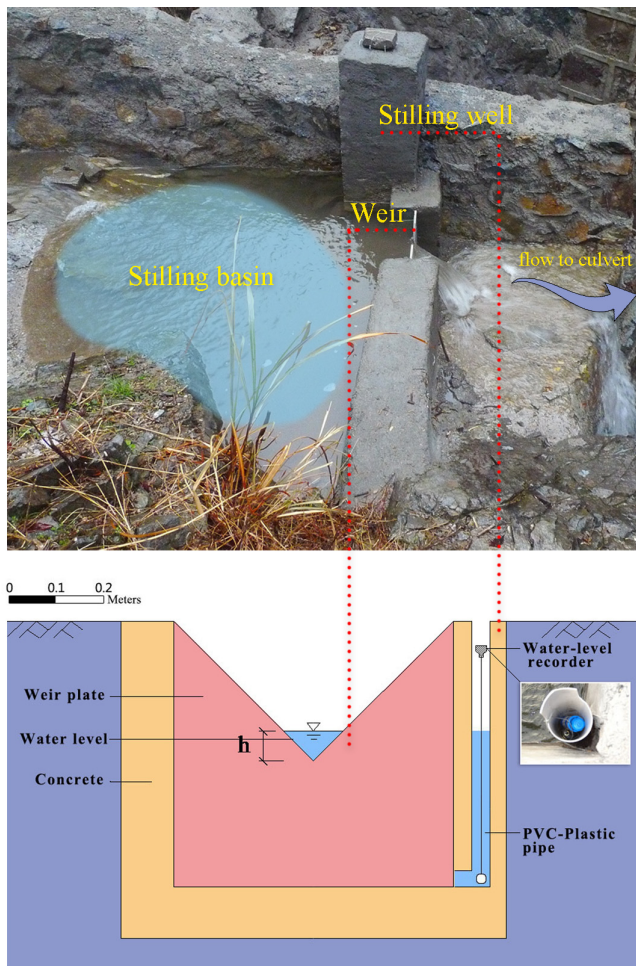 Stilling well
Weir
Stilling basin
flow to culvert
0 0.1 0.2
Meters
Water-level
recorder
Weir plate
Water level
h
Concrete
PVC-Plastic
pipe